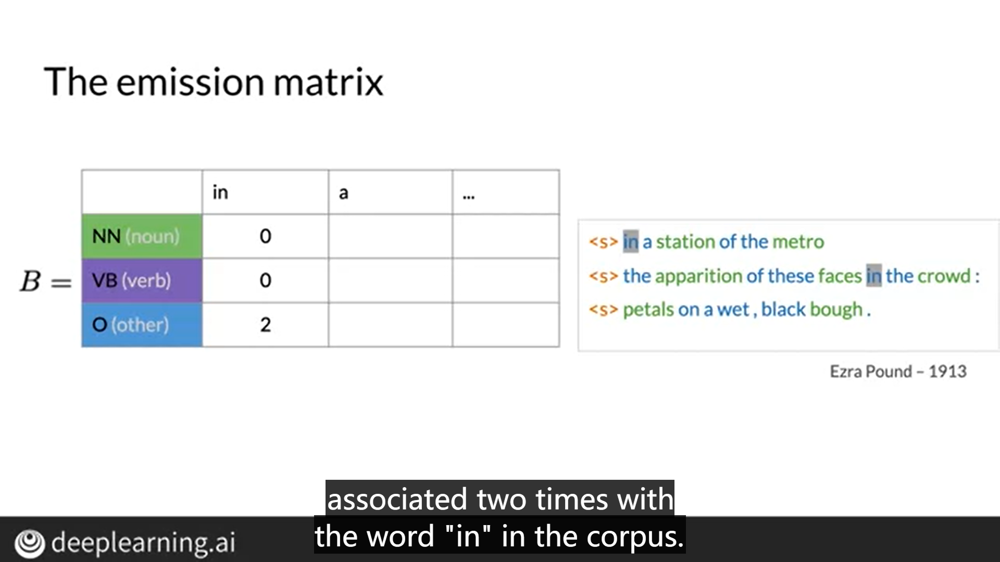 The emission matrix
B =
in a ...
NN (noun) 0
VB (verb) 0
O (other) 2
<s> in a station of the metro
<s> the apparition of these faces in the crowd :
<s> petals on a wet , black bough .
Ezra Pound – 1913
associated two times with
the word "in" in the corpus.
deeplearning.ai